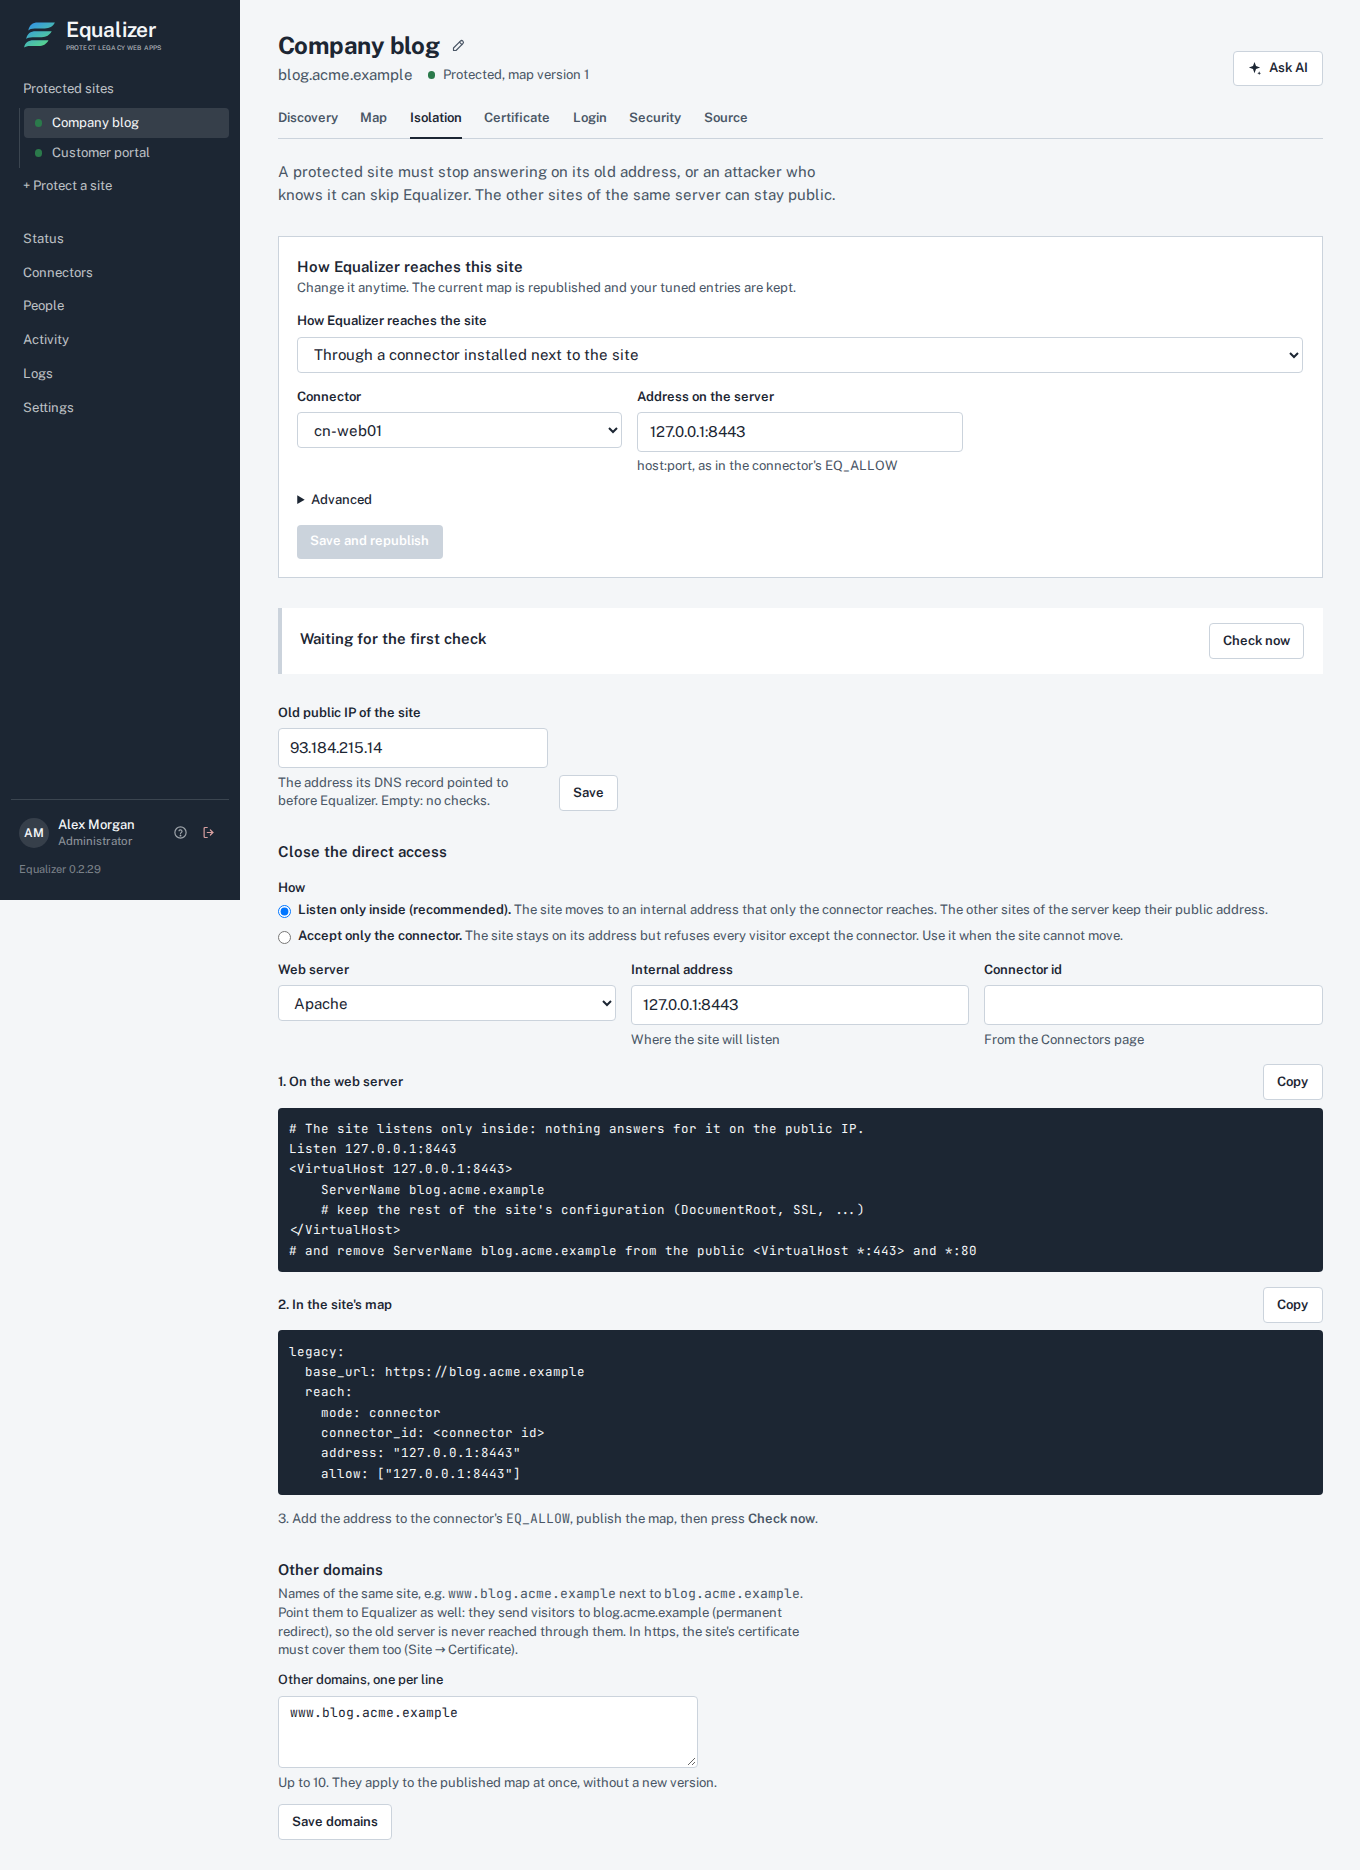 Equalizer
PROTECT LEGACY WEB APPS
Protected sites
Company blog
Customer portal
+ Protect a site
Status
Connectors
People
Activity
Logs
Settings
AM
Alex Morgan
Administrator
Equalizer 0.2.29
Company blog
blog.acme.example
Protected, map version 1
Ask AI
Discovery
Map
Isolation
Certificate
Login
Security
Source
A protected site must stop answering on its old address, or an attacker who
knows it can skip Equalizer. The other sites of the same server can stay public.
How Equalizer reaches this site
Change it anytime. The current map is republished and your tuned entries are kept.
How Equalizer reaches the site
Through a connector installed next to the site
Connector
cn-web01
Address on the server
127.0.0.1:8443
host:port, as in the connector's EQ_ALLOW
Advanced
Save and republish
Waiting for the first check
Check now
Old public IP of the site
93.184.215.14
The address its DNS record pointed to
before Equalizer. Empty: no checks.
Save
Close the direct access
How
Listen only inside (recommended). The site moves to an internal address that only the connector reaches. The other sites of the server keep their public address.
Accept only the connector. The site stays on its address but refuses every visitor except the connector. Use it when the site cannot move.
Web server
Apache
Internal address
127.0.0.1:8443
Where the site will listen
Connector id
From the Connectors page
1. On the web server
Copy
# The site listens only inside: nothing answers for it on the public IP.
Listen 127.0.0.1:8443
<VirtualHost 127.0.0.1:8443>
    ServerName blog.acme.example
    # keep the rest of the site's configuration (DocumentRoot, SSL, ...)
</VirtualHost>
# and remove ServerName blog.acme.example from the public <VirtualHost *:443> and *:80
2. In the site's map
Copy
legacy:
  base_url: https://blog.acme.example
  reach:
    mode: connector
    connector_id: <connector id>
    address: "127.0.0.1:8443"
    allow: ["127.0.0.1:8443"]
3. Add the address to the connector's EQ_ALLOW, publish the map, then press Check now.
Other domains
Names of the same site, e.g. www.blog.acme.example next to blog.acme.example.
Point them to Equalizer as well: they send visitors to blog.acme.example (permanent
redirect), so the old server is never reached through them. In https, the site's certificate
must cover them too (Site → Certificate).
Other domains, one per line
www.blog.acme.example
Up to 10. They apply to the published map at once, without a new version.
Save domains